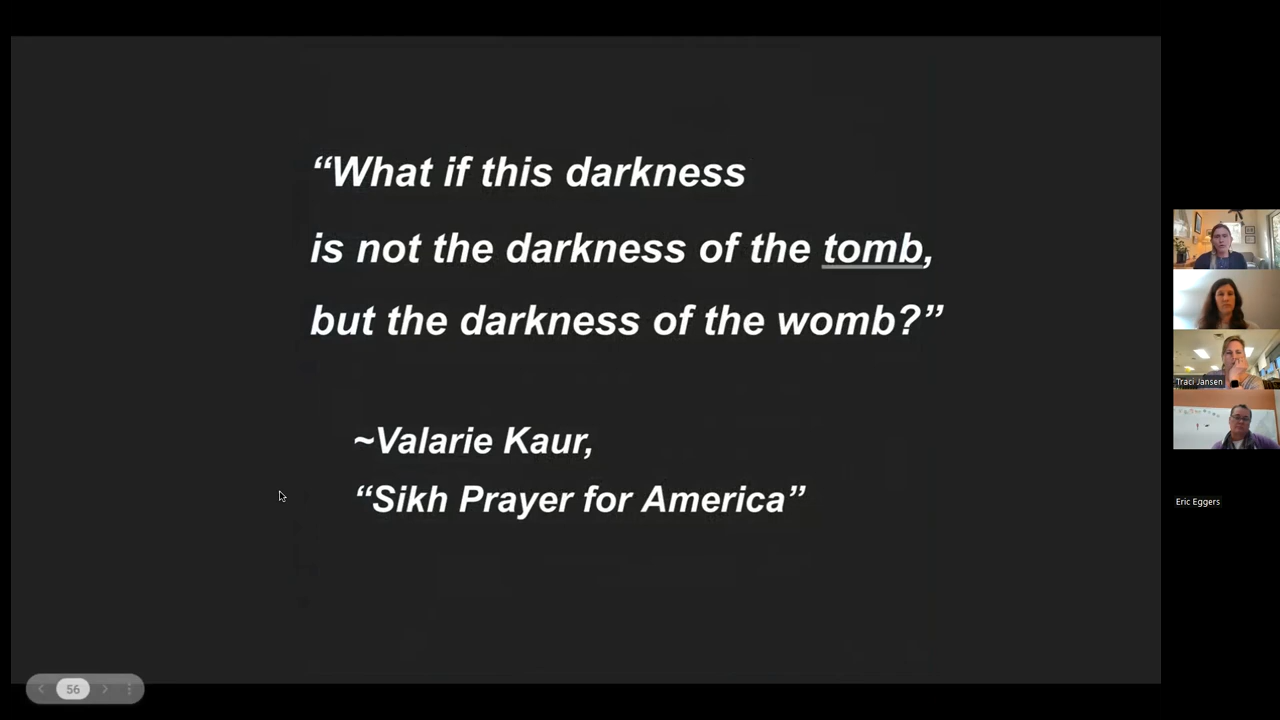 “What if this darkness
is not the darkness of the tomb,
but the darkness of the womb?”
~Valarie Kaur,
“Sikh Prayer for America”
Traci Jansen
Eric Eggers
56